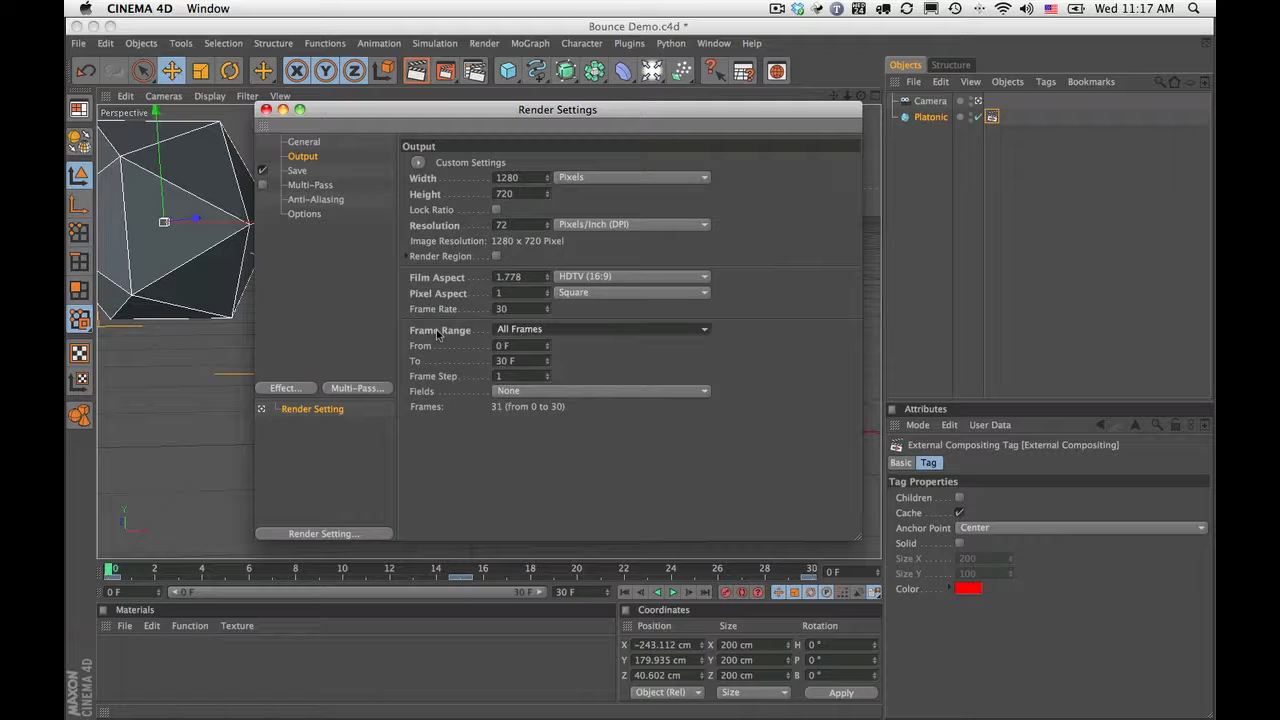 CINEMA 4D Window
Wed 11:17 AM
Bounce Demo.c4d *
File Edit Objects Tools Selection Structure Functions Animation Simulation Render MoGraph Character Plugins Python Window Help
Edit Cameras Display Filter View
Perspective
Render Settings
General
Output
Save
Multi-Pass
Anti-Aliasing
Options
Effect... Multi-Pass...
Render Setting
Render Setting...
Output
Custom Settings
Width 1280 Pixels
Height 720
Lock Ratio
Resolution 72 Pixels/Inch (DPI)
Image Resolution: 1280 x 720 Pixel
Render Region
Film Aspect 1.778 HDTV (16:9)
Pixel Aspect 1 Square
Frame Rate 30
Frame Range All Frames
From 0 F
To 30 F
Frame Step 1
Fields None
Frames: 31 (from 0 to 30)
Objects Structure
File Edit View Objects Tags Bookmarks
Camera
Platonic
Attributes
Mode Edit User Data
External Compositing Tag [External Compositing]
Basic Tag
Tag Properties
Children
Cache
Anchor Point Center
Solid
Size X 200
Size Y 100
Color
Y
0 2 4 6 8 10 12 14 16 18 20 22 24 26 28 30 0 F
0 F 0 F 30 F 30 F
Materials
File Edit Function Texture
Coordinates
Position Size Rotation
X -243.112 cm X 200 cm H 0 °
Y 179.935 cm Y 200 cm P 0 °
Z 40.602 cm Z 200 cm B 0 °
Object (Rel) Size Apply
MAXON
CINEMA 4D